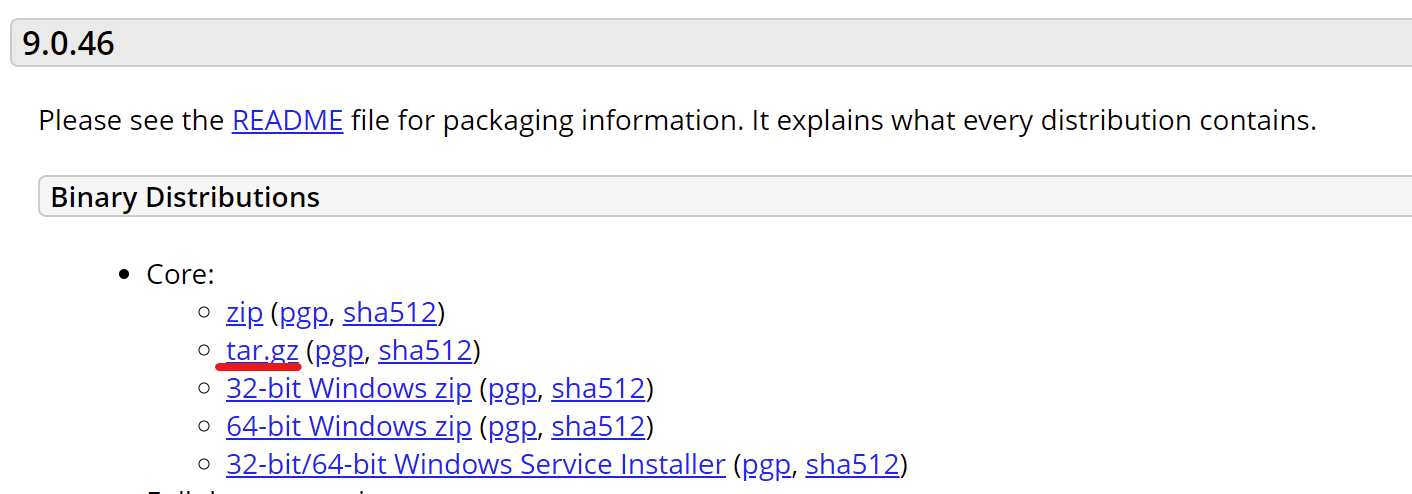 9.0.46
Please see the README file for packaging information. It explains what every distribution contains.
Binary Distributions
Core:
zip (pgp, sha512)
tar.gz (pgp, sha512)
32-bit Windows zip (pgp, sha512)
64-bit Windows zip (pgp, sha512)
32-bit/64-bit Windows Service Installer (pgp, sha512)